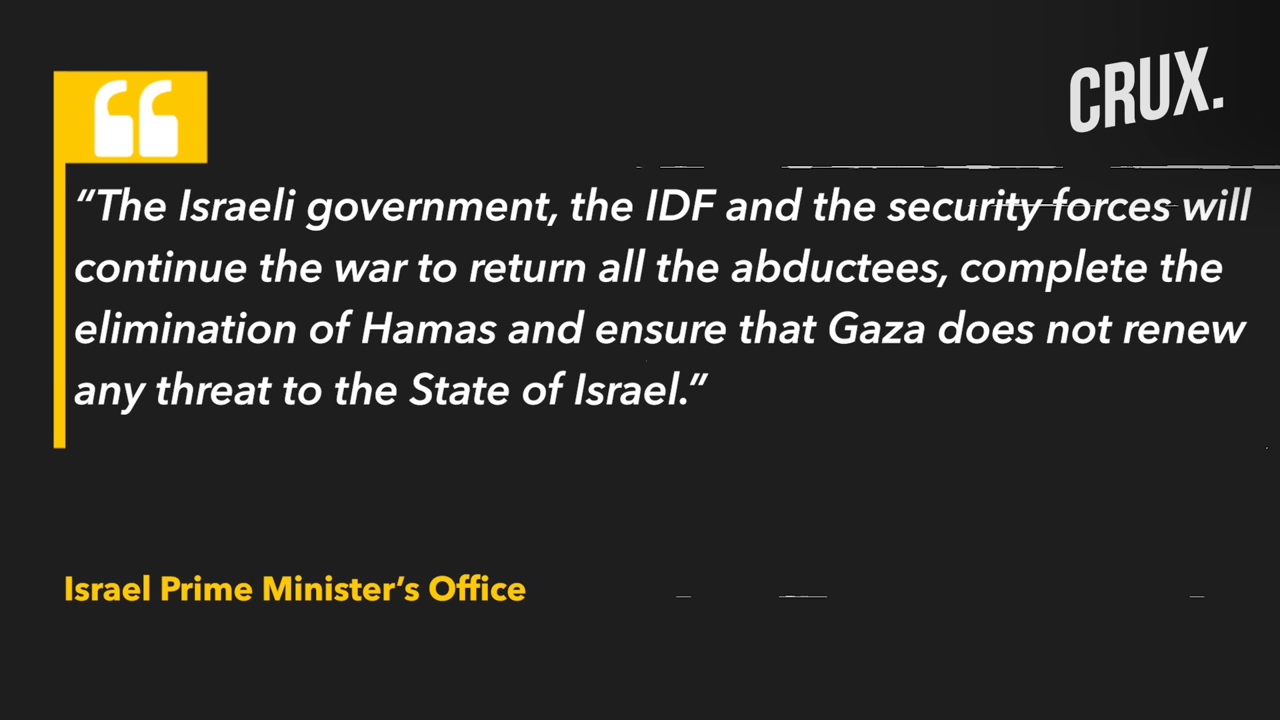 CRUX.
“The Israeli government, the IDF and the security forces will
continue the war to return all the abductees, complete the
elimination of Hamas and ensure that Gaza does not renew
any threat to the State of Israel.”
Israel Prime Minister’s Office